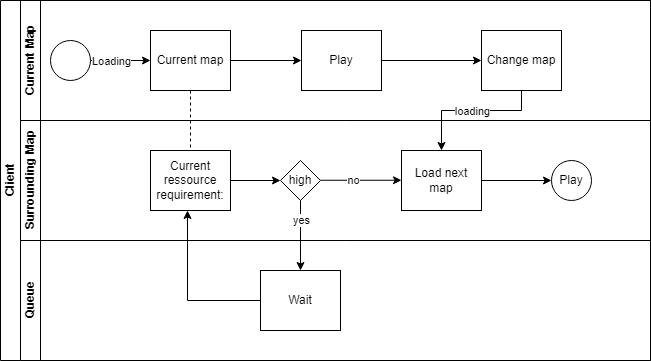 Client
Current Map
Loading
Current map
Play
Change map
loading
Surrounding Map
Current
ressource
requirement:
high
no
Load next
map
Play
yes
Queue
Wait